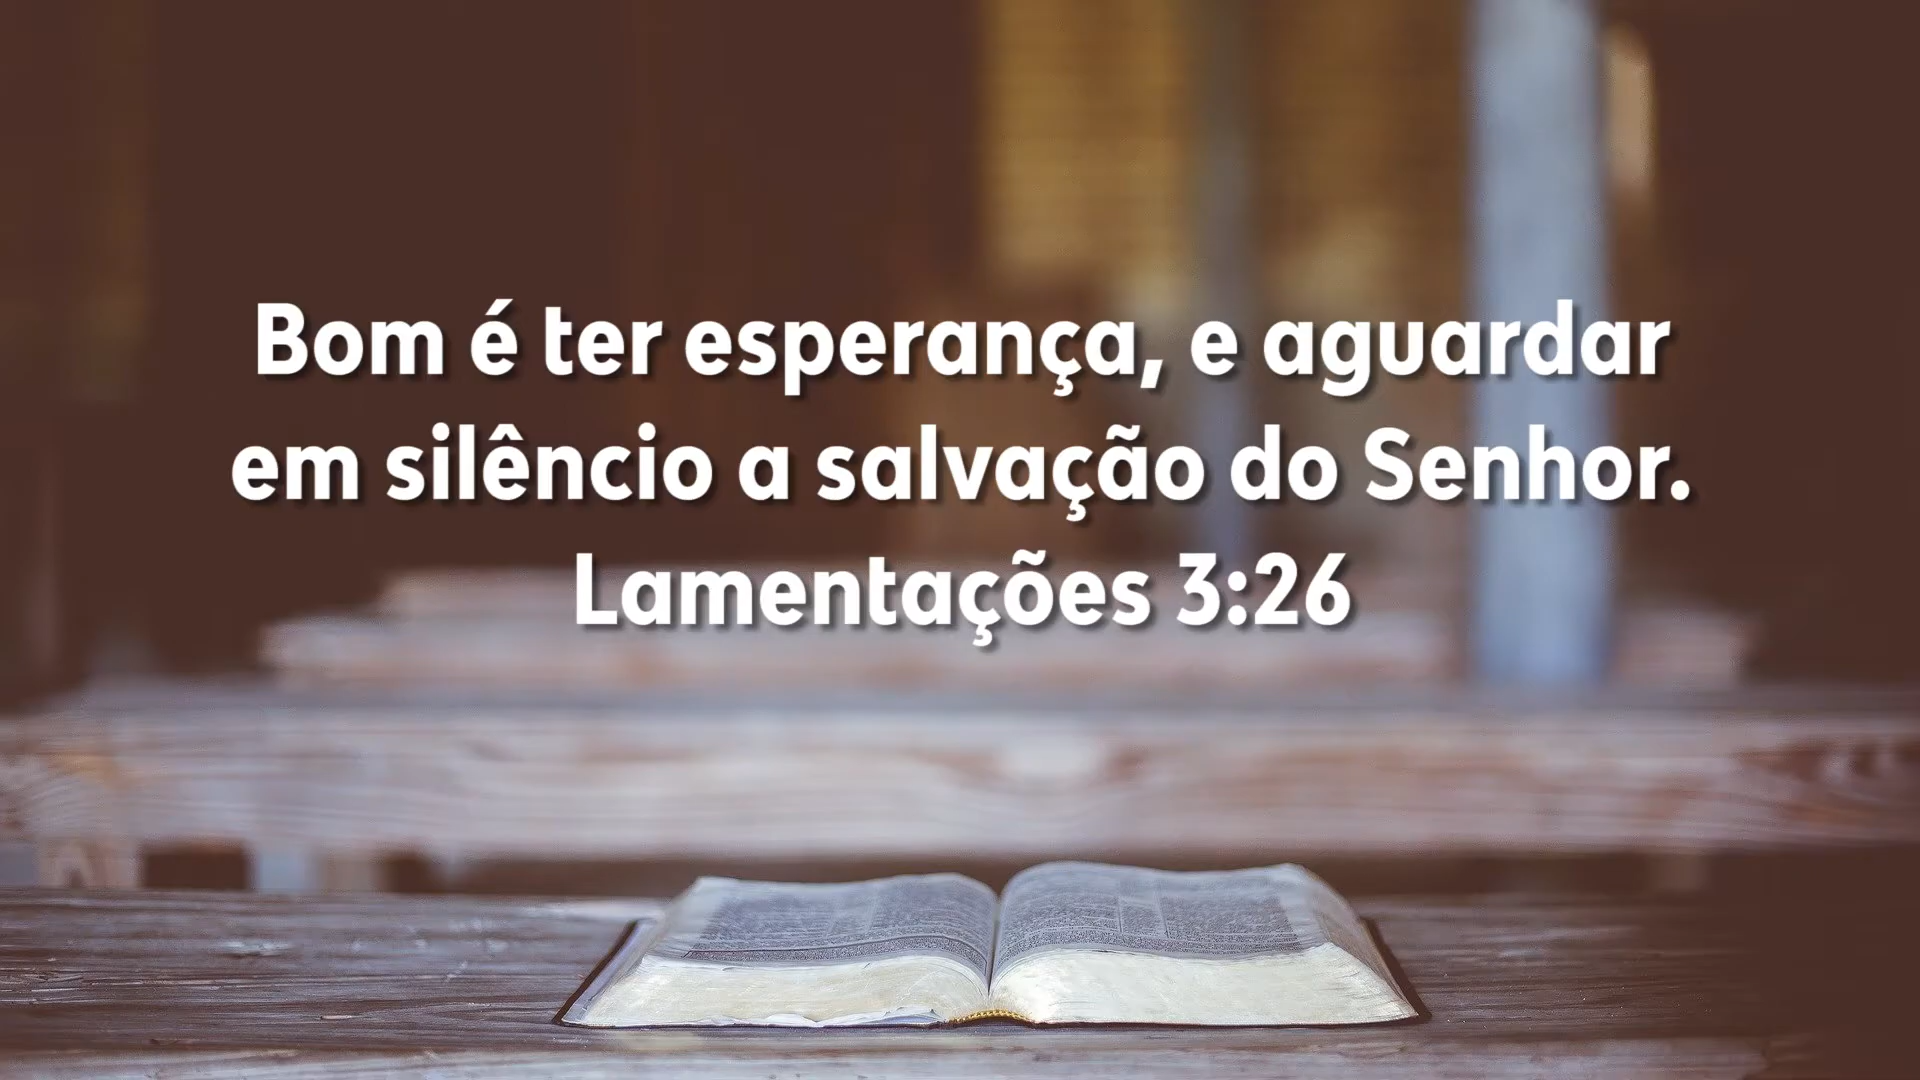 Bom é ter esperança, e aguardar
em silêncio a salvação do Senhor.
Lamentações 3:26